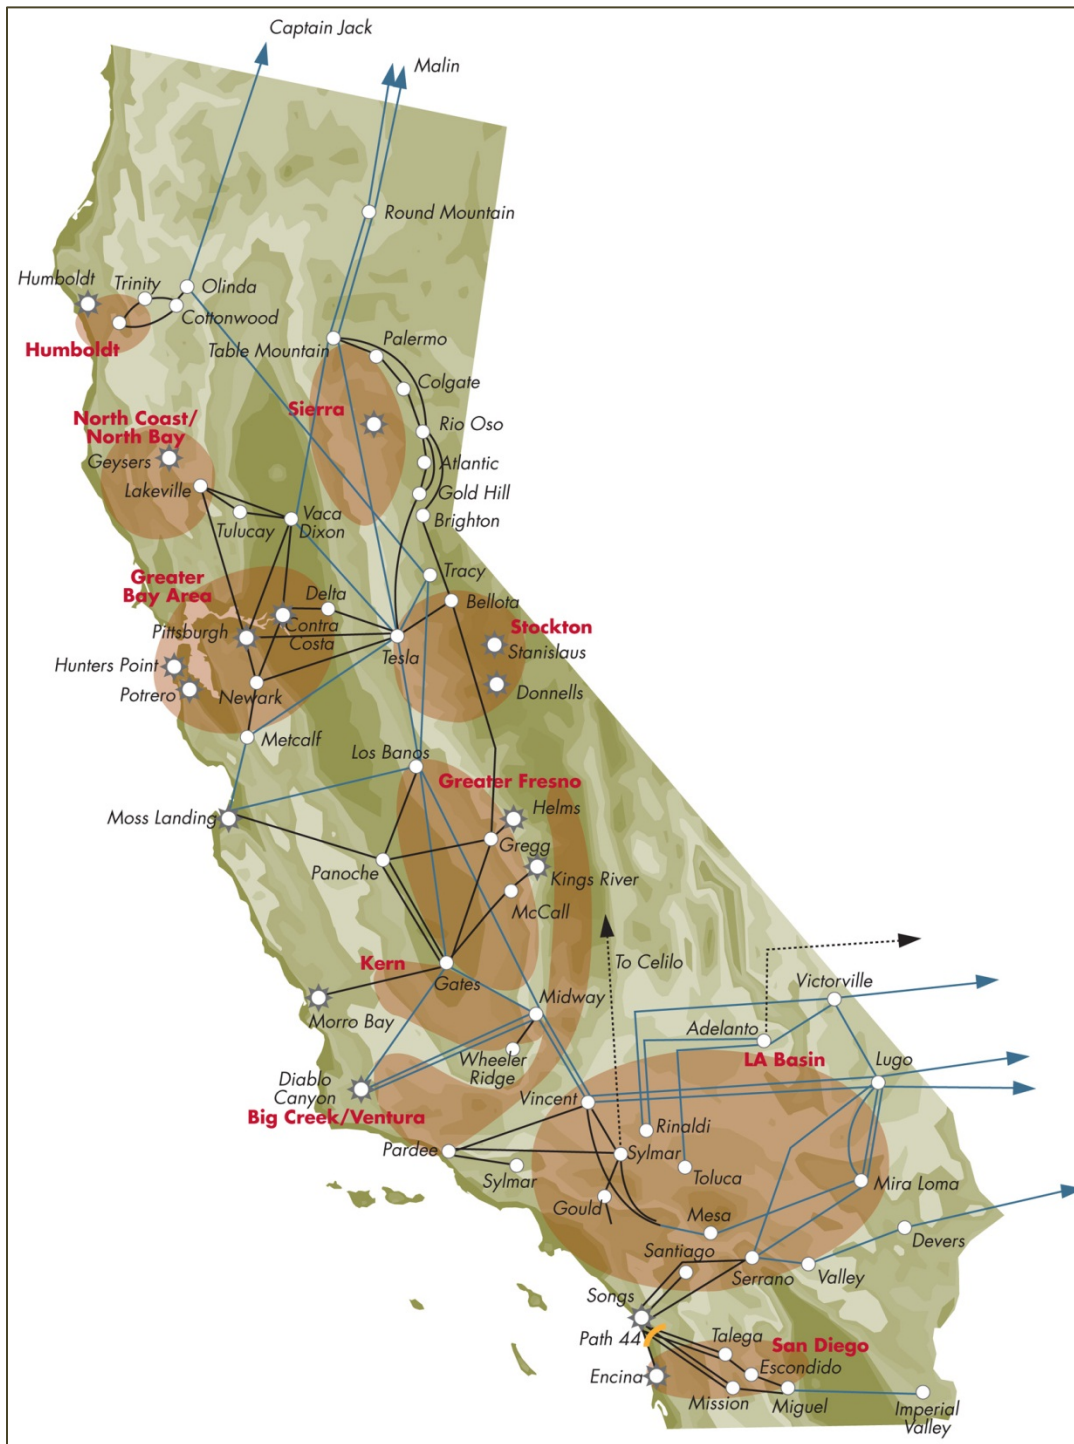 Captain Jack
Malin
Round Mountain
Humboldt
Trinity
Olinda
Cottonwood
Humboldt
Table Mountain
Palermo
Colgate
Sierra
Rio Oso
North Coast/
North Bay
Geysers
Atlantic
Lakeville
Gold Hill
Tulucay
Vaca
Dixon
Brighton
Greater
Bay Area
Delta
Tracy
Bellota
Pittsburgh
Contra
Costa
Stockton
Stanislaus
Tesla
Hunters Point
Potrero
Newark
Donnells
Metcalf
Los Banos
Greater Fresno
Helms
Moss Landing
Gregg
Panoche
Kings River
McCall
Kern
Gates
To Celilo
Victorville
Midway
Morro Bay
Adelanto
LA Basin
Wheeler
Ridge
Lugo
Diablo
Canyon
Vincent
Big Creek/Ventura
Rinaldi
Pardee
Sylmar
Sylmar
Toluca
Mira Loma
Gould
Mesa
Devers
Santiago
Serrano
Valley
Songs
Path 44
Talega
San Diego
Encina
Escondido
Mission
Miguel
Imperial
Valley